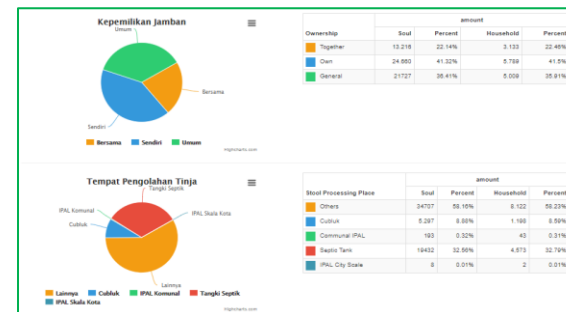 Kepemilikan Jamban
Umum
Bersama
Sendiri
Bersama Sendiri Umum
Highcharts.com
amount
Ownership Soul Percent Household Percent
Together 13.216 22.14% 3.133 22.46%
Own 24.660 41.32% 5.789 41.5%
General 21727 36.41% 5.009 35.91%
Tempat Pengolahan Tinja
Tangki Septik
IPAL Komunal
IPAL Skala Kota
Cubluk
Lainnya
Lainnya Cubluk IPAL Komunal Tangki Septik
IPAL Skala Kota
Highcharts.com
amount
Stool Processing Place Soul Percent Household Percent
Others 34707 58.16% 8.122 58.23%
Cubluk 5.297 8.88% 1.198 8.59%
Communal IPAL 193 0.32% 43 0.31%
Septic Tank 19432 32.56% 4.573 32.79%
IPAL City Scale 8 0.01% 2 0.01%